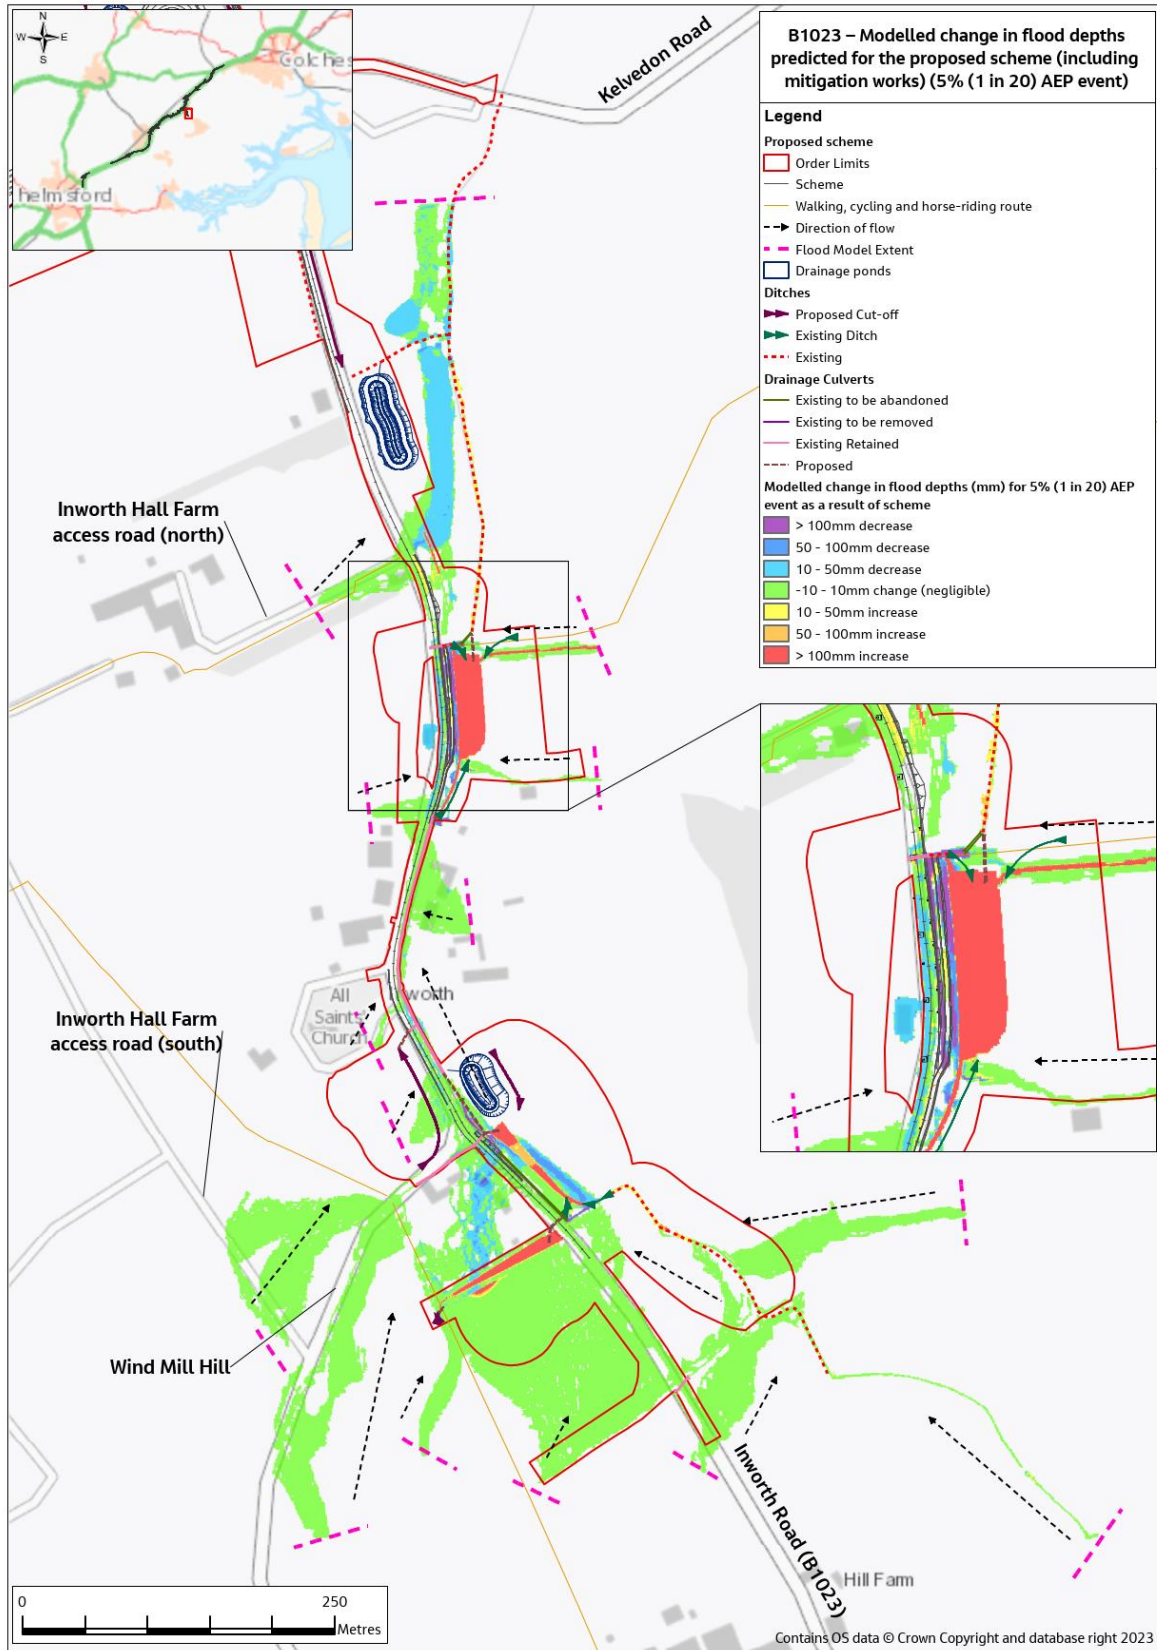 N
W E
S
Colches
helmsford
Kelvedon Road
B1023 – Modelled change in flood depths
predicted for the proposed scheme (including
mitigation works) (5% (1 in 20) AEP event)
Legend
Proposed scheme
Order Limits
Scheme
Walking, cycling and horse-riding route
Direction of flow
Flood Model Extent
Drainage ponds
Ditches
Proposed Cut-off
Existing Ditch
Existing
Drainage Culverts
Existing to be abandoned
Existing to be removed
Existing Retained
Proposed
Modelled change in flood depths (mm) for 5% (1 in 20) AEP
event as a result of scheme
> 100mm decrease
50 - 100mm decrease
10 - 50mm decrease
-10 - 10mm change (negligible)
10 - 50mm increase
50 - 100mm increase
> 100mm increase
Inworth Hall Farm
access road (north)
All
Saints'
Church
Inworth Hall Farm
access road (south)
Wind Mill Hill
Inworth Road (B1023)
Hill Farm
0 250
Metres
Contains OS data © Crown Copyright and database right 2023